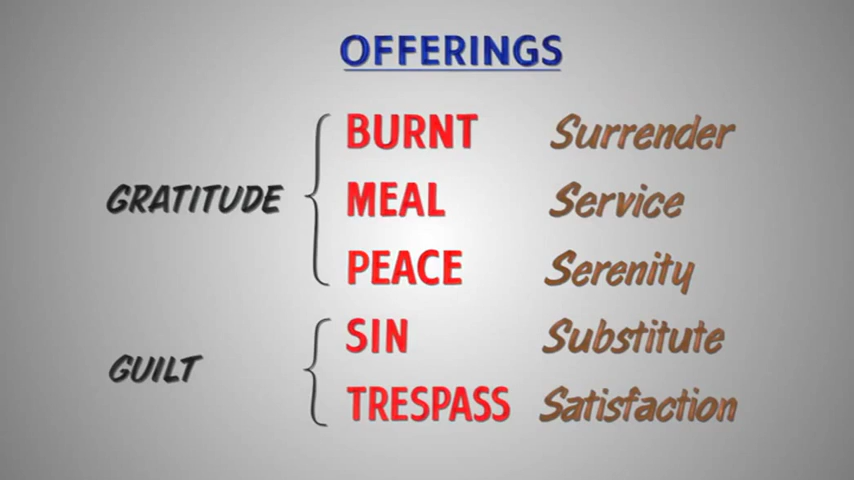 OFFERINGS
BURNT Surrender
GRATITUDE MEAL Service
PEACE Serenity
SIN Substitute
GUILT
TRESPASS Satisfaction